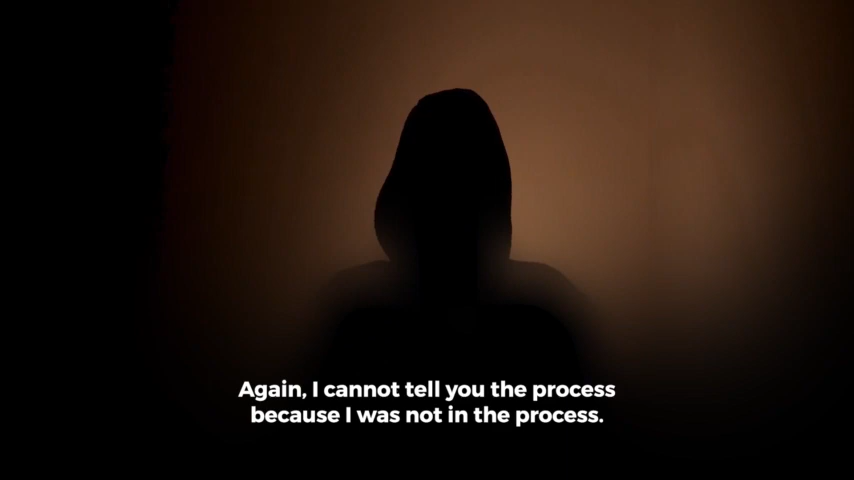 Again, I cannot tell you the process
because I was not in the process.